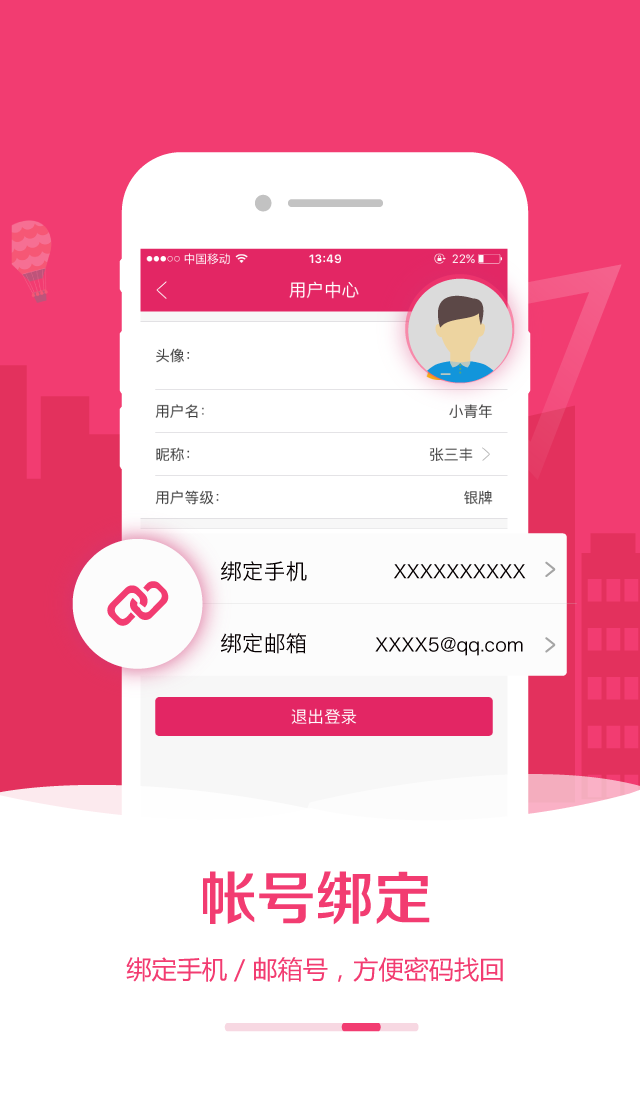 中国移动 13:49 22%
用户中心
头像:
用户名: 小青年
昵称: 张三丰
用户等级: 银牌
绑定手机 XXXXXXXXXX
绑定邮箱 XXXX5@qq.com
退出登录
帐号绑定
绑定手机 / 邮箱号，方便密码找回